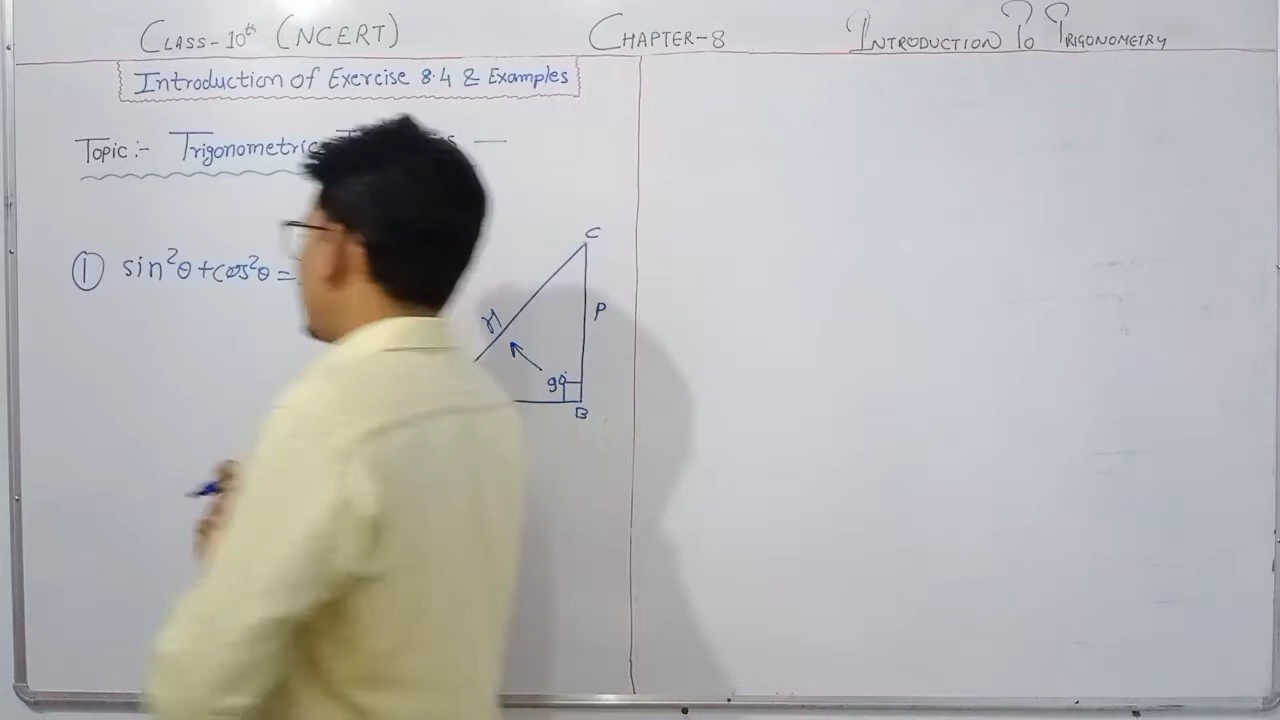 CLASS-10th (NCERT) CHAPTER-8 INTRODUCTION TO TRIGONOMETRY
Introduction of Exercise 8.4 & Examples
Topic:- Trigonometric
① sin²θ+cos²θ=
C
P
H
90°
B